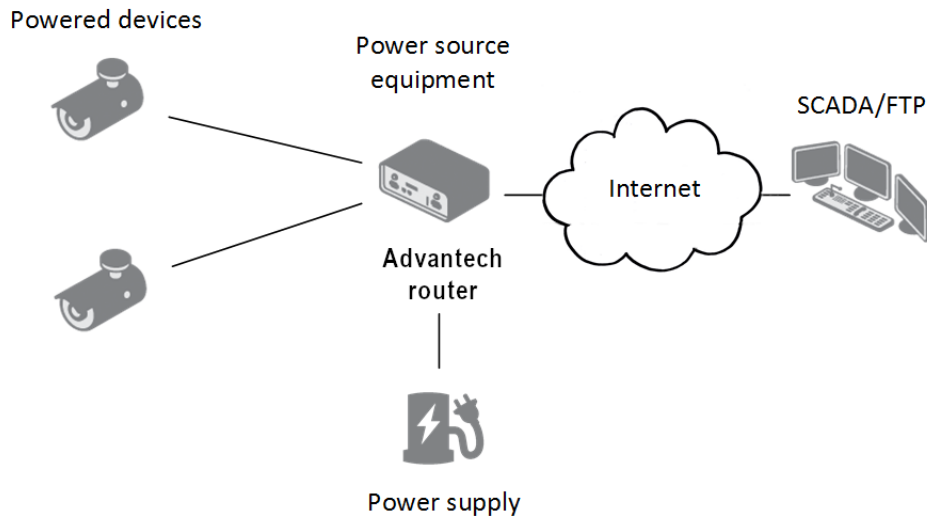 Powered devices
Power source
equipment
SCADA/FTP
Internet
Advantech
router
Power supply